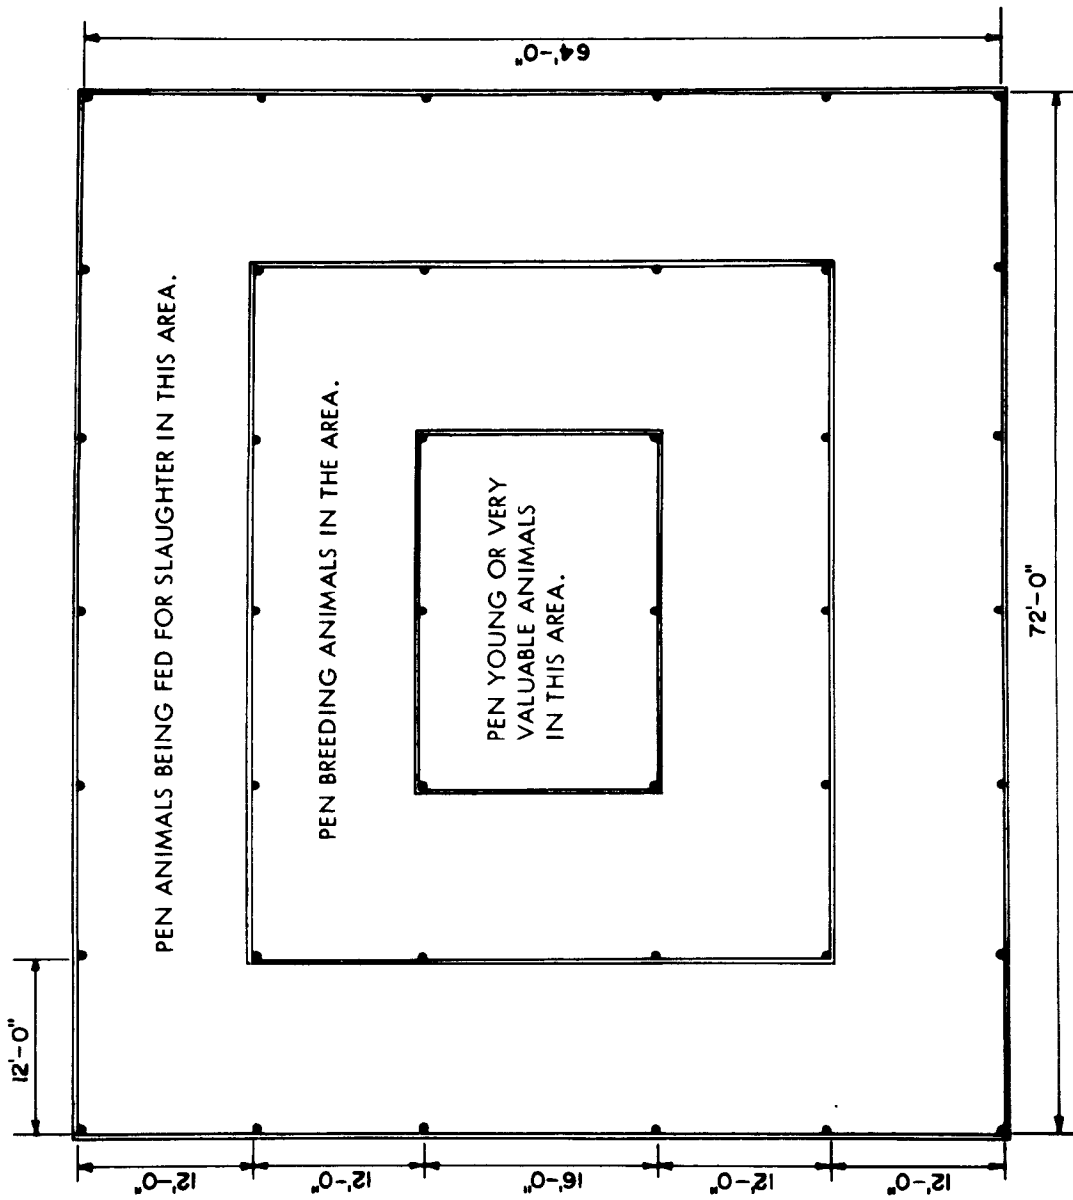 64'-0"
PEN ANIMALS BEING FED FOR SLAUGHTER IN THIS AREA.
PEN BREEDING ANIMALS IN THE AREA.
PEN YOUNG OR VERY
VALUABLE ANIMALS
IN THIS AREA.
72'-0"
12'-0"
12'-0"
12'-0"
16'-0"
12'-0"
12'-0"